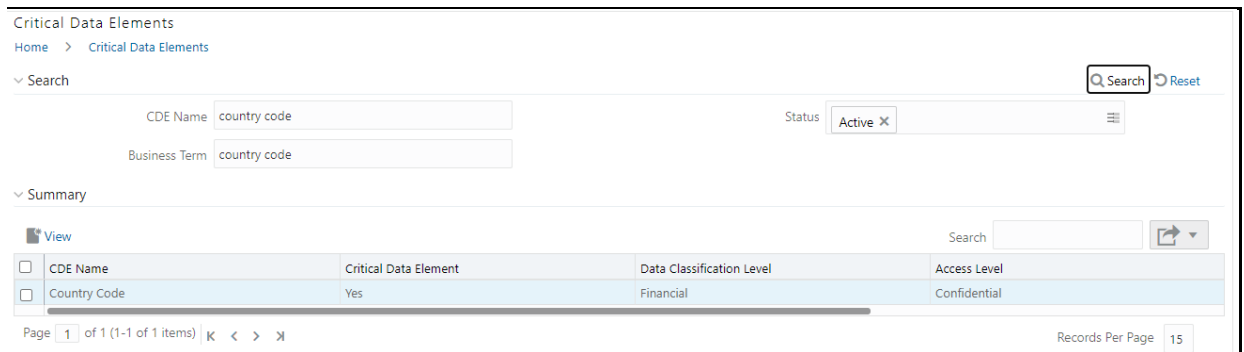 Critical Data Elements
Home > Critical Data Elements
Search Search Reset
CDE Name country code Status Active ×
Business Term country code
Summary
View Search
CDE Name Critical Data Element Data Classification Level Access Level
Country Code Yes Financial Confidential
Page 1 of 1 (1-1 of 1 items) Records Per Page 15